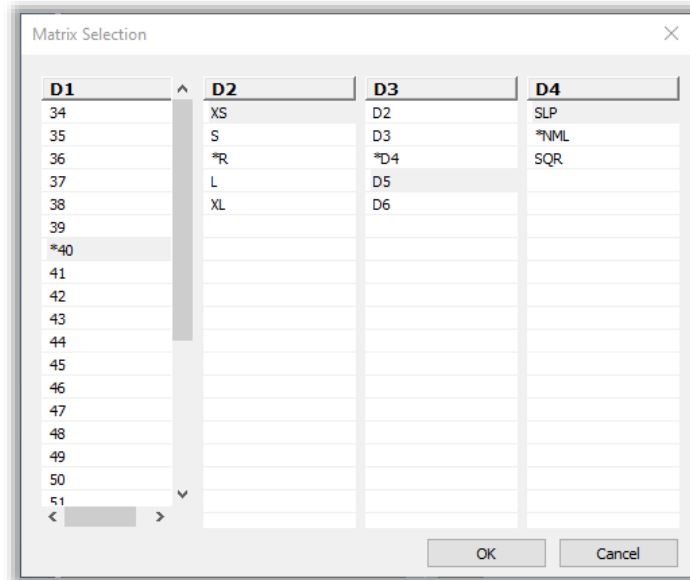 Matrix Selection
D1 D2 D3 D4
34 XS D2 SLP
35 S D3 *NML
36 *R *D4 SQR
37 L D5
38 XL D6
39
*40
41
42
43
44
45
46
47
48
49
50
51
OK Cancel